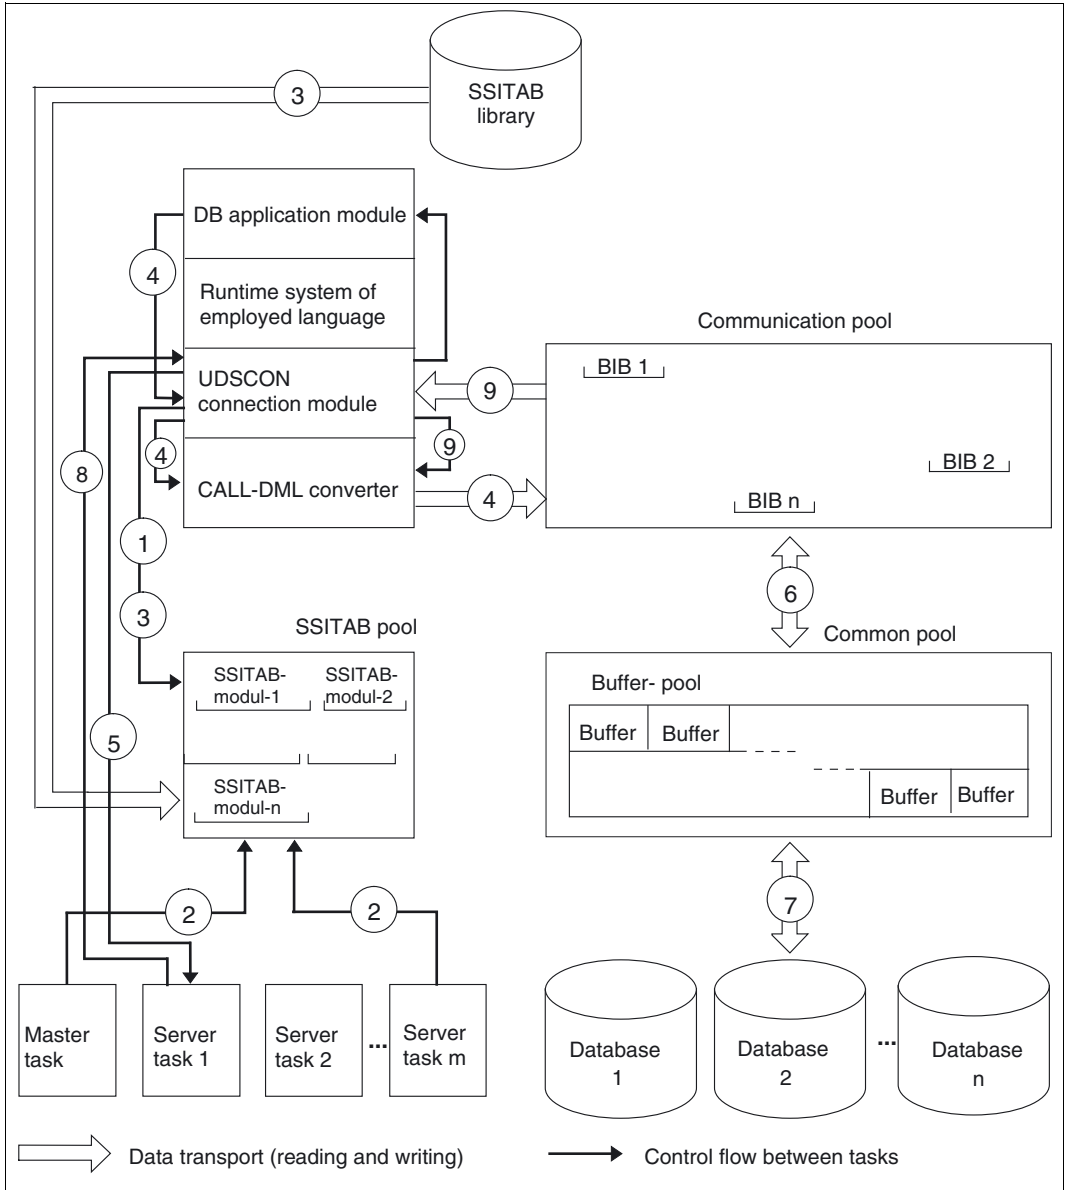 SSITAB
library
3
DB application module
4
Runtime system of
employed language
Communication pool
BIB 1
UDSCON
connection module
9
9
8
4
CALL-DML converter
4
BIB 2
BIB n
1
6
3
SSITAB pool
Common pool
SSITAB-
modul-1
SSITAB-
modul-2
Buffer- pool
Buffer
Buffer
5
SSITAB-
modul-n
Buffer
Buffer
2
2
7
Master
task
Server
task 1
Server
task 2
...
Server
task m
Database
1
Database
2
...
Database
n
Data transport (reading and writing)
Control flow between tasks